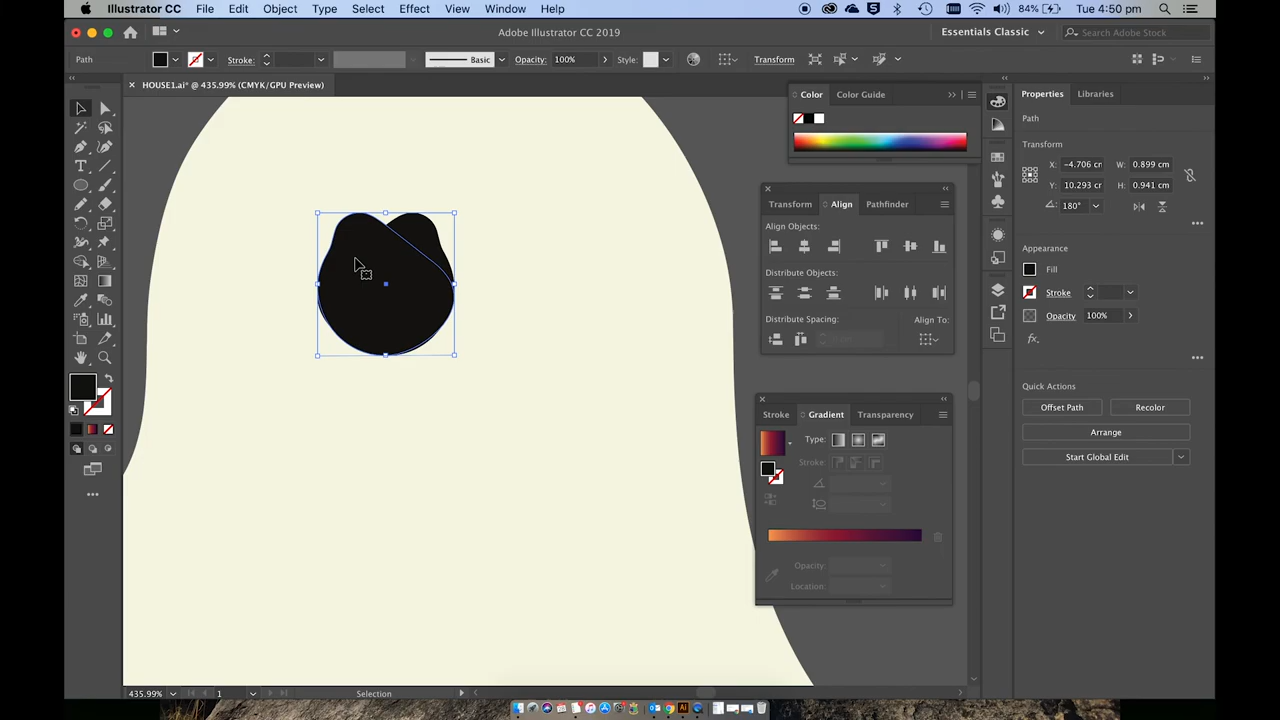 Illustrator CC File Edit Object Type Select Effect View Window Help 84% Tue 4:50 pm
Adobe Illustrator CC 2019 Essentials Classic Search Adobe Stock
Path Stroke: Basic Opacity: 100% Style: Transform
HOUSE1.ai* @ 435.99% (CMYK/GPU Preview)
Color Color Guide
Properties Libraries
Path
Transform
X: -4.706 cr W: 0.899 cm
Y: 10.293 cr H: 0.941 cm
180°
Transform Align Pathfinder
Align Objects:
Distribute Objects:
Distribute Spacing: Align To:
Appearance
Fill
Stroke
Opacity 100%
fx.
Quick Actions
Offset Path Recolor
Arrange
Start Global Edit
Stroke Gradient Transparency
Type:
Stroke:
Opacity:
Location:
435.99% 1 Selection